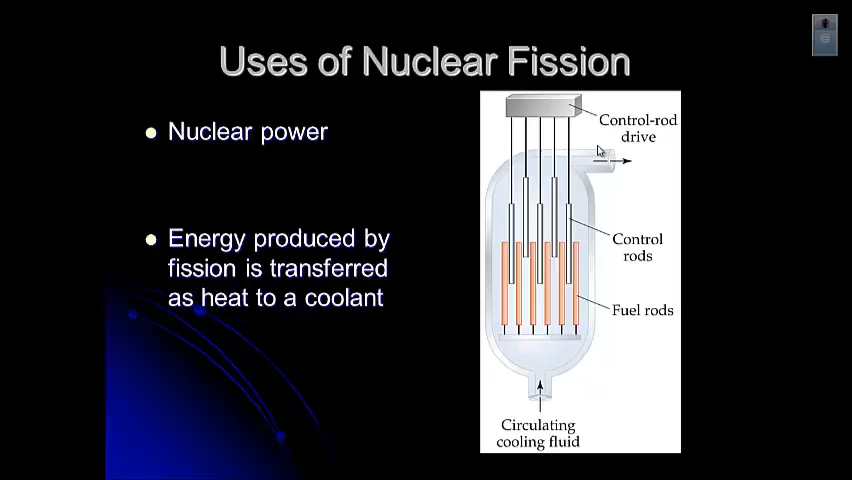 Uses of Nuclear Fission
Nuclear power
Energy produced by
fission is transferred
as heat to a coolant
Control-rod
drive
Control
rods
Fuel rods
Circulating
cooling fluid